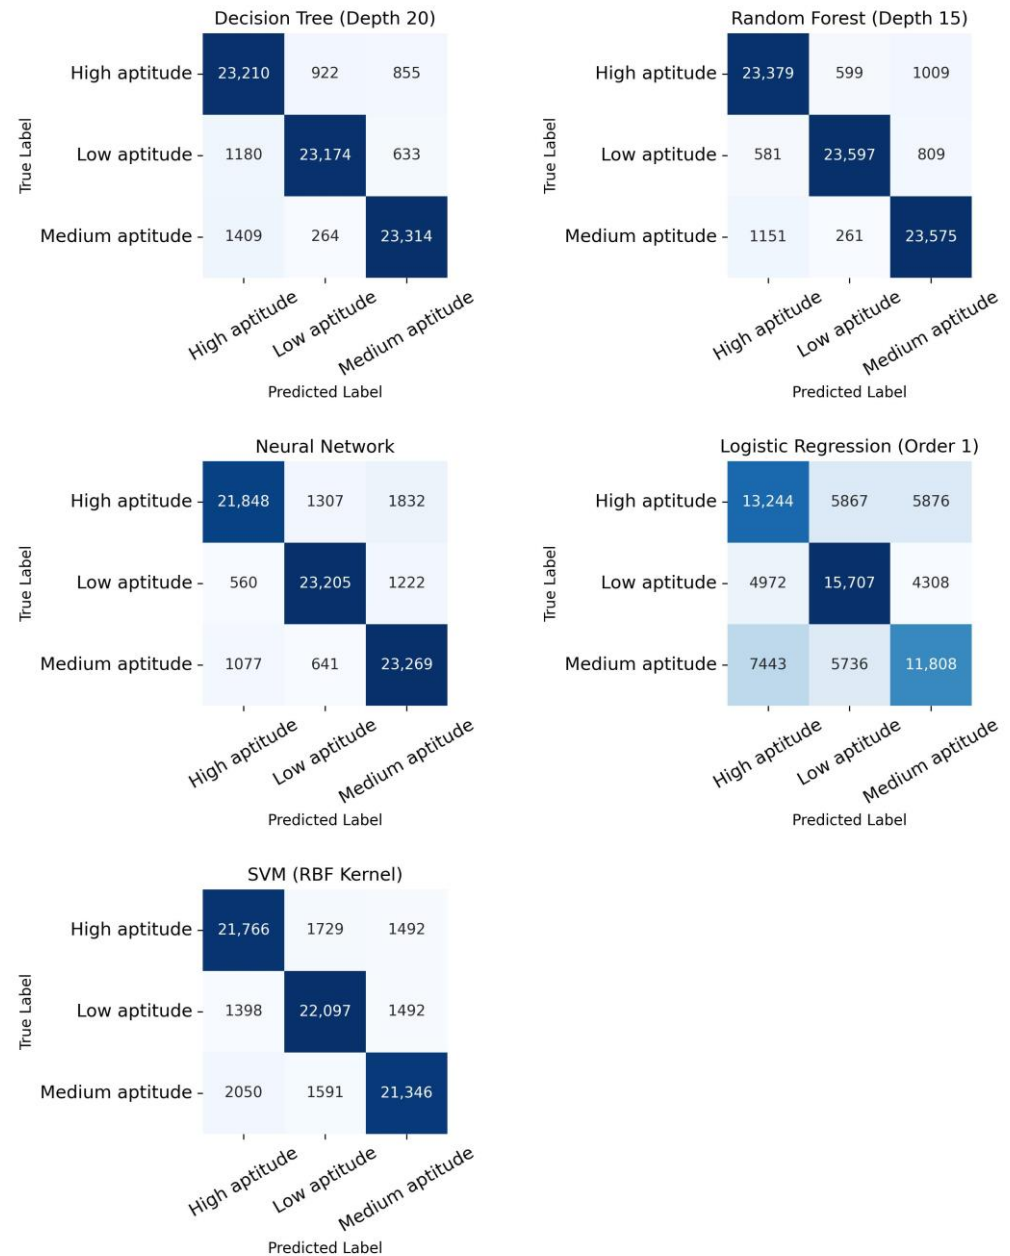 Decision Tree (Depth 20)
True Label
High aptitude 23,210 922 855
Low aptitude 1180 23,174 633
Medium aptitude 1409 264 23,314
High aptitude Low aptitude Medium aptitude
Predicted Label
Random Forest (Depth 15)
True Label
High aptitude 23,379 599 1009
Low aptitude 581 23,597 809
Medium aptitude 1151 261 23,575
High aptitude Low aptitude Medium aptitude
Predicted Label
Neural Network
True Label
High aptitude 21,848 1307 1832
Low aptitude 560 23,205 1222
Medium aptitude 1077 641 23,269
High aptitude Low aptitude Medium aptitude
Predicted Label
Logistic Regression (Order 1)
True Label
High aptitude 13,244 5867 5876
Low aptitude 4972 15,707 4308
Medium aptitude 7443 5736 11,808
High aptitude Low aptitude Medium aptitude
Predicted Label
SVM (RBF Kernel)
True Label
High aptitude 21,766 1729 1492
Low aptitude 1398 22,097 1492
Medium aptitude 2050 1591 21,346
High aptitude Low aptitude Medium aptitude
Predicted Label